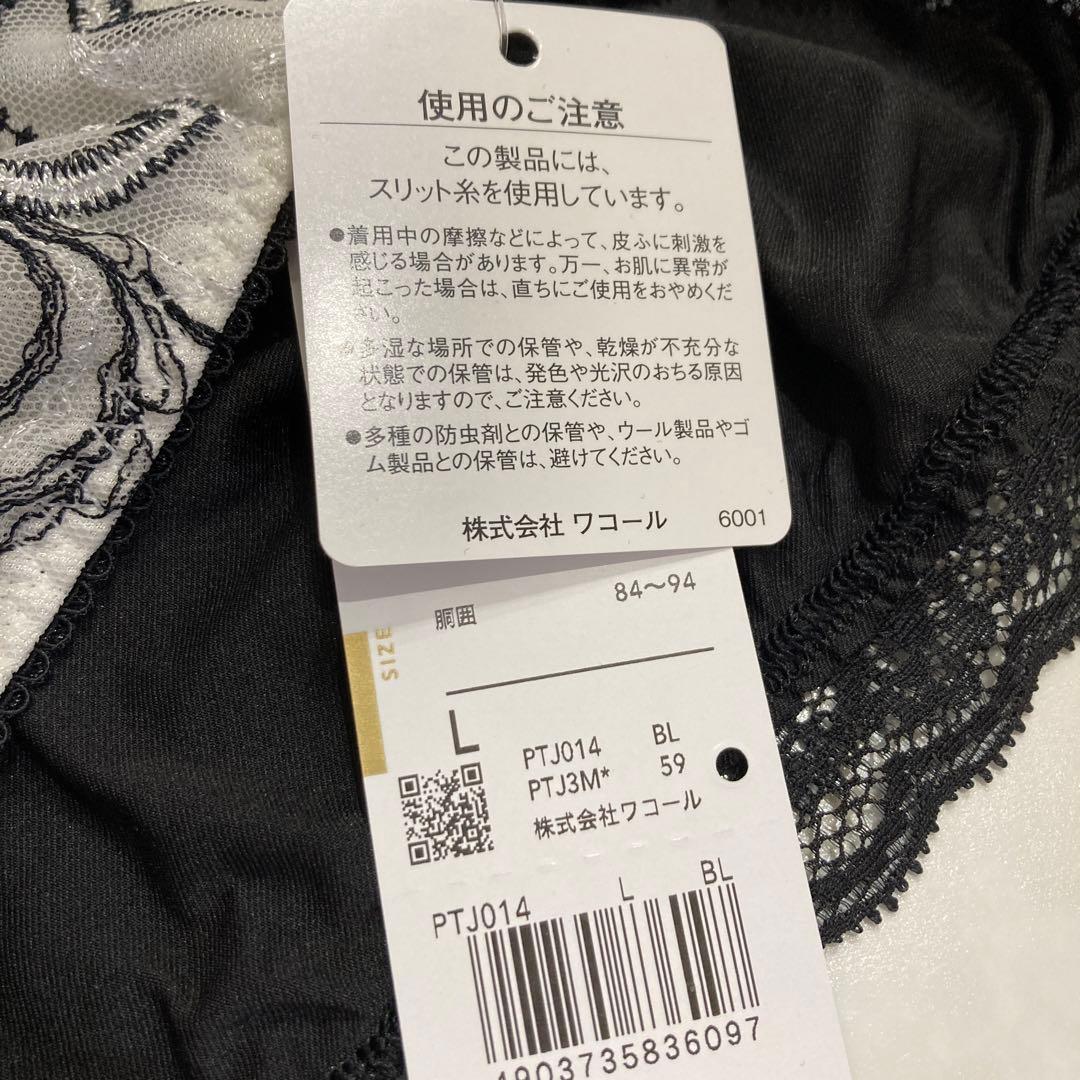 使用のご注意
この製品には、
スリット糸を使用しています。
●着用中の摩擦などによって、皮ふに刺激を
感じる場合があります。万一、お肌に異常が
起こった場合は、直ちにご使用をおやめくだ
さい。
●多湿な場所での保管や、乾燥が不充分な
状態での保管は、発色や光沢のおちる原因
となりますので、ご注意ください。
●多種の防虫剤との保管や、ウール製品やゴ
ム製品との保管は、避けてください。
株式会社 ワコール 6001
胴囲 84〜94
SIZE
L
PTJ014 BL
PTJ3M* 59
株式会社ワコール
PTJ014 L BL
4903735836097